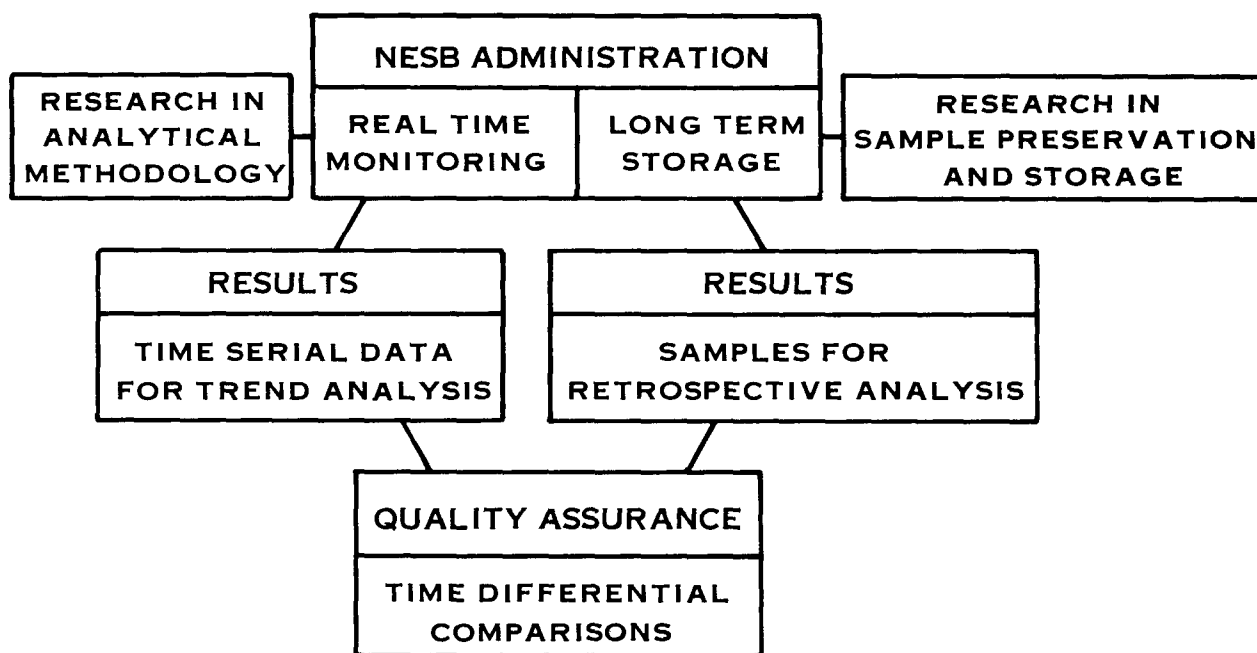 NESB ADMINISTRATION
RESEARCH IN
ANALYTICAL
METHODOLOGY
REAL TIME
MONITORING
LONG TERM
STORAGE
RESEARCH IN
SAMPLE PRESERVATION
AND STORAGE
RESULTS
TIME SERIAL DATA
FOR TREND ANALYSIS
RESULTS
SAMPLES FOR
RETROSPECTIVE ANALYSIS
QUALITY ASSURANCE
TIME DIFFERENTIAL
COMPARISONS